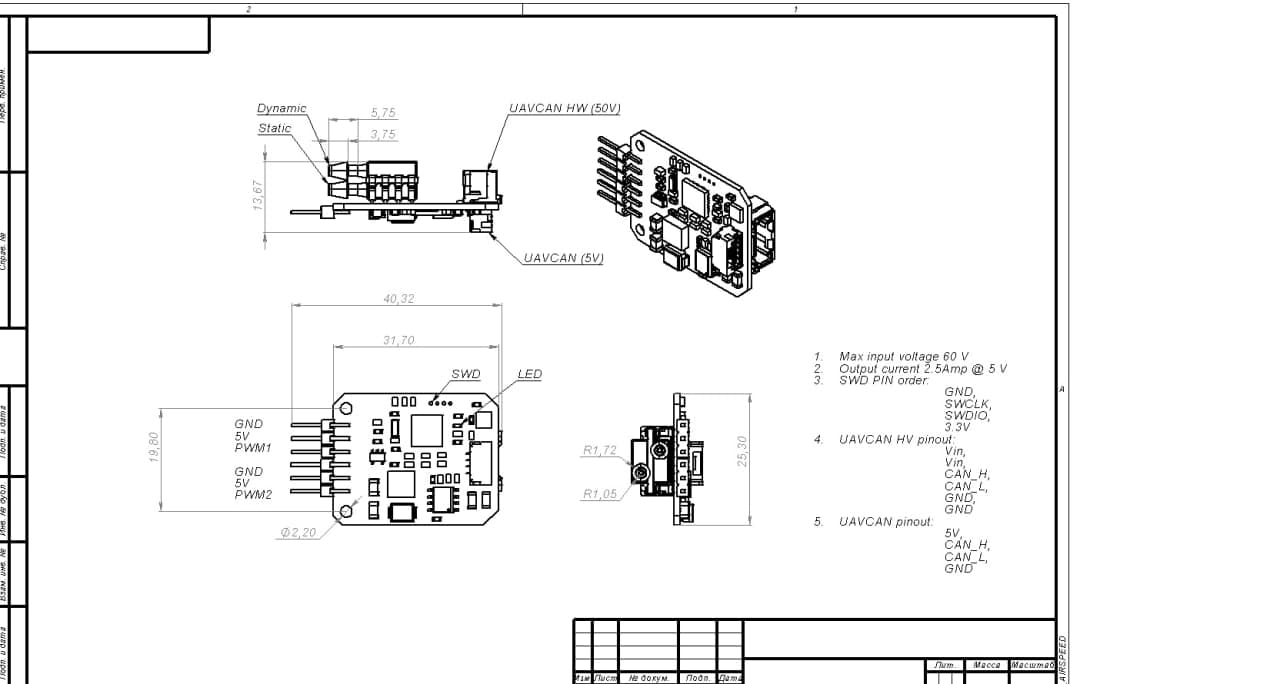 2
1
Dynamic
5,75
UAVCAN HW (50V)
Static
3,75
13,67
UAVCAN (5V)
40,32
31,70
SWD
LED
GND
5V
PWM1
GND
5V
PWM2
19,80
Φ2,20
R1,72
R1,05
25,30
1. Max input voltage 60 V
2. Output current 2.5Amp @ 5 V
3. SWD PIN order:
GND,
SWCLK,
SWDIO,
3.3V
4. UAVCAN HV pinout:
Vin,
Vin,
CAN_H,
CAN_L,
GND,
GND
5. UAVCAN pinout:
5V,
CAN_H,
CAN_L,
GND
A
Перв. примен.
Справ. №
Подп. и дата
Инв. № дубл
Взам. инв. №
Подп. и дата
Изм Лист № докум. Подп. Дата
Лит. Масса Масштаб
AIRSPEED